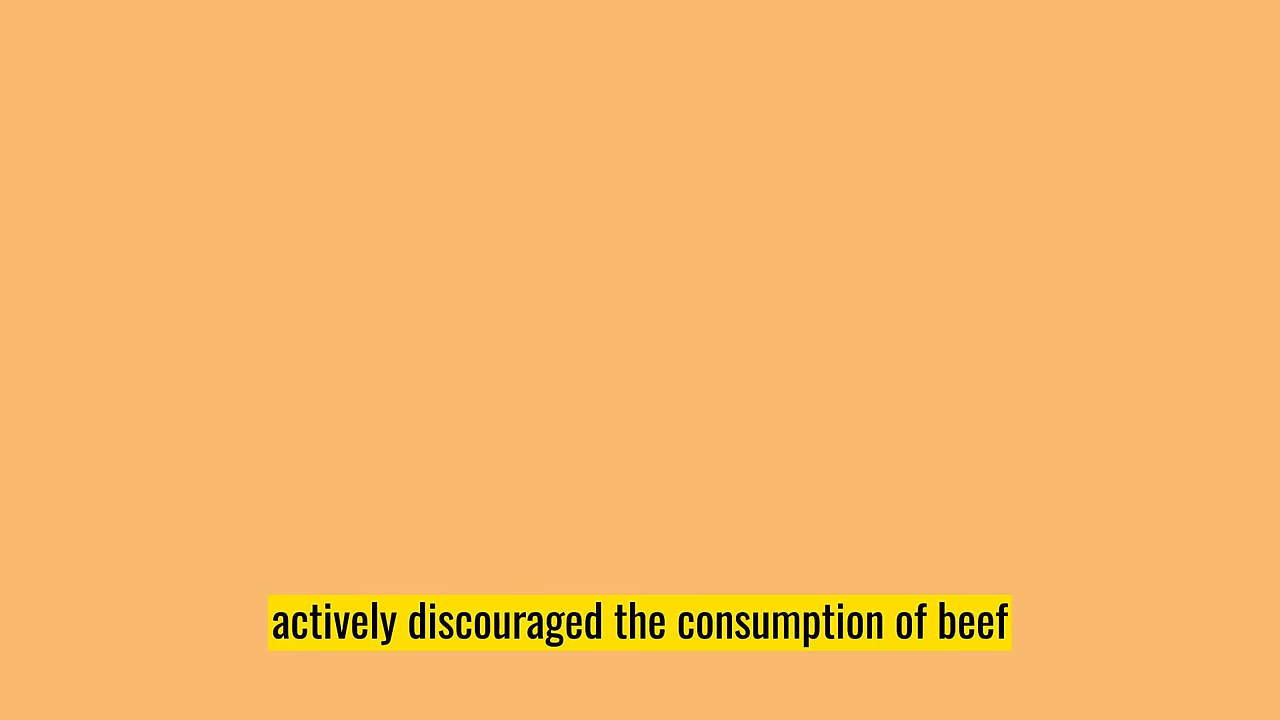 actively discouraged the consumption of beef